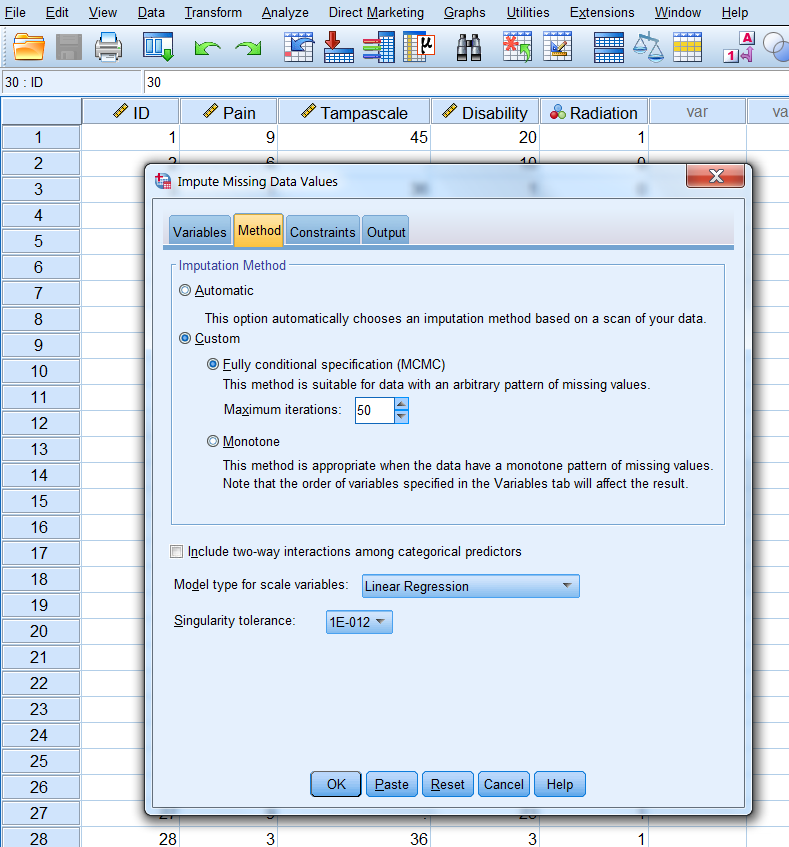 File Edit View Data Transform Analyze Direct Marketing Graphs Utilities Extensions Window Help
A
1
μ
30 : ID 30
ID Pain Tampascale Disability Radiation var va
1 1 9 45 20 1
2
3
Impute Missing Data Values
4
Variables Method Constraints Output
5
6 Imputation Method
7 Automatic
8 This option automatically chooses an imputation method based on a scan of your data.
9 Custom
10 Fully conditional specification (MCMC)
This method is suitable for data with an arbitrary pattern of missing values.
11 Maximum iterations: 50
12
13 Monotone
14 This method is appropriate when the data have a monotone pattern of missing values.
Note that the order of variables specified in the Variables tab will affect the result.
15
16
17 Include two-way interactions among categorical predictors
18 Model type for scale variables: Linear Regression
19
20 Singularity tolerance: 1E-012
21
22
23
24
25
26 OK Paste Reset Cancel Help
27
28 28 3 36 3 1